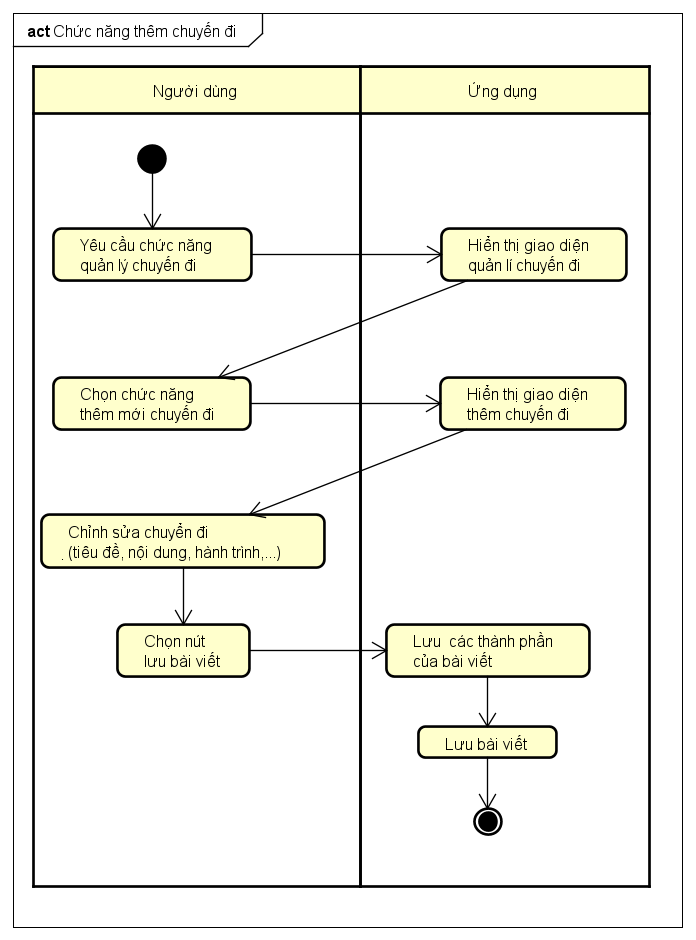 act Chức năng thêm chuyến đi
Người dùng
Ứng dụng
Yêu cầu chức năng
quản lý chuyến đi
Hiển thị giao diện
quản lí chuyến đi
Chọn chức năng
thêm mới chuyến đi
Hiển thị giao diện
thêm chuyến đi
Chỉnh sửa chuyển đi
. (tiêu đề, nội dung, hành trình,...)
Chọn nút
lưu bài viết
Lưu  các thành phần
của bài viết
Lưu bài viết